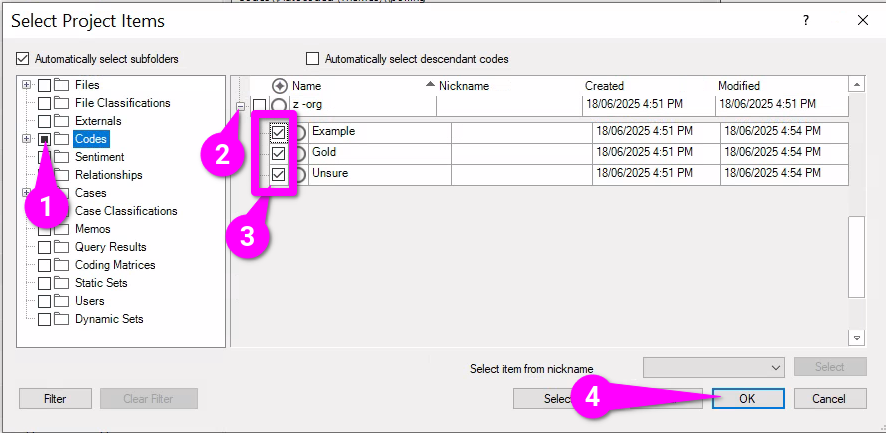 Select Project Items
?
Automatically select subfolders
Automatically select descendant codes
Files
File Classifications
Externals
Codes
Sentiment
Relationships
Cases
Case Classifications
Memos
Query Results
Coding Matrices
Static Sets
Users
Dynamic Sets
Name Nickname Created Modified
z -org 18/06/2025 4:51 PM 18/06/2025 4:51 PM
Example 18/06/2025 4:51 PM 18/06/2025 4:54 PM
Gold 18/06/2025 4:51 PM 18/06/2025 4:54 PM
Unsure 18/06/2025 4:51 PM 18/06/2025 4:54 PM
1
2
3
Select item from nickname
Select
Filter
Clear Filter
Select
4
OK
Cancel